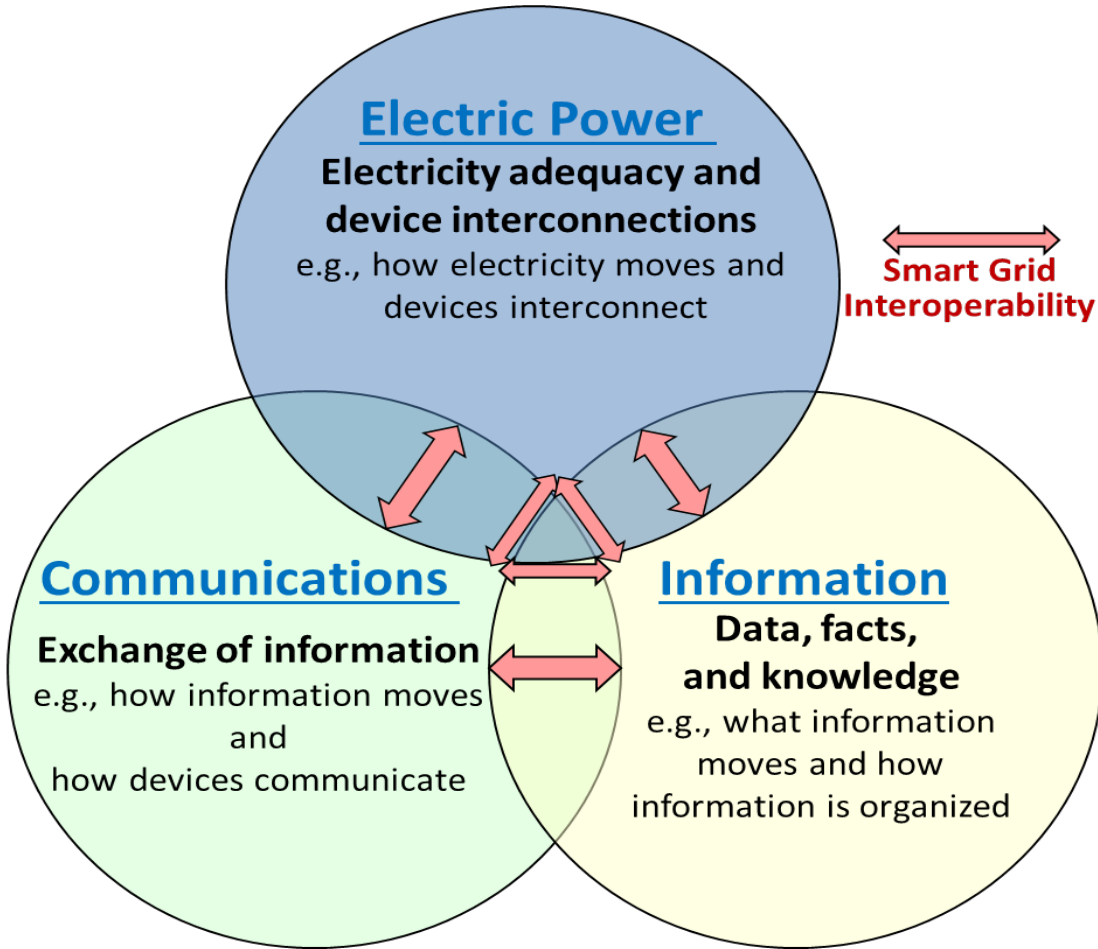 Electric Power
Electricity adequacy and
device interconnections
e.g., how electricity moves and
devices interconnect
Smart Grid
Interoperability
Communications
Exchange of information
e.g., how information moves
and
how devices communicate
Information
Data, facts,
and knowledge
e.g., what information
moves and how
information is organized